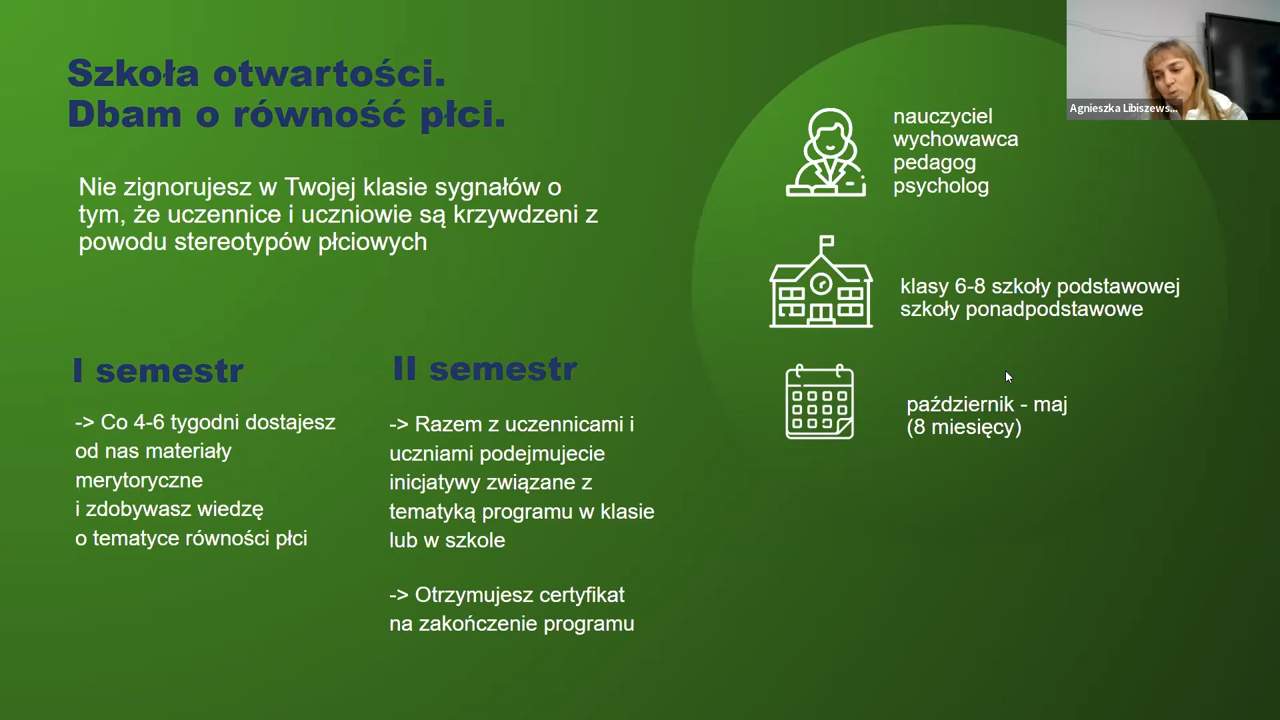 Szkoła otwartości.
Dbam o równość płci.
Nie zignorujesz w Twojej klasie sygnałów o
tym, że uczennice i uczniowie są krzywdzeni z
powodu stereotypów płciowych
I semestr
-> Co 4-6 tygodni dostajesz
od nas materiały
merytoryczne
i zdobywasz wiedzę
o tematyce równości płci
II semestr
-> Razem z uczennicami i
uczniami podejmujecie
inicjatywy związane z
tematyką programu w klasie
lub w szkole
-> Otrzymujesz certyfikat
na zakończenie programu
nauczyciel
wychowawca
pedagog
psycholog
klasy 6-8 szkoły podstawowej
szkoły ponadpodstawowe
październik - maj
(8 miesięcy)
Agnieszka Libiszews...